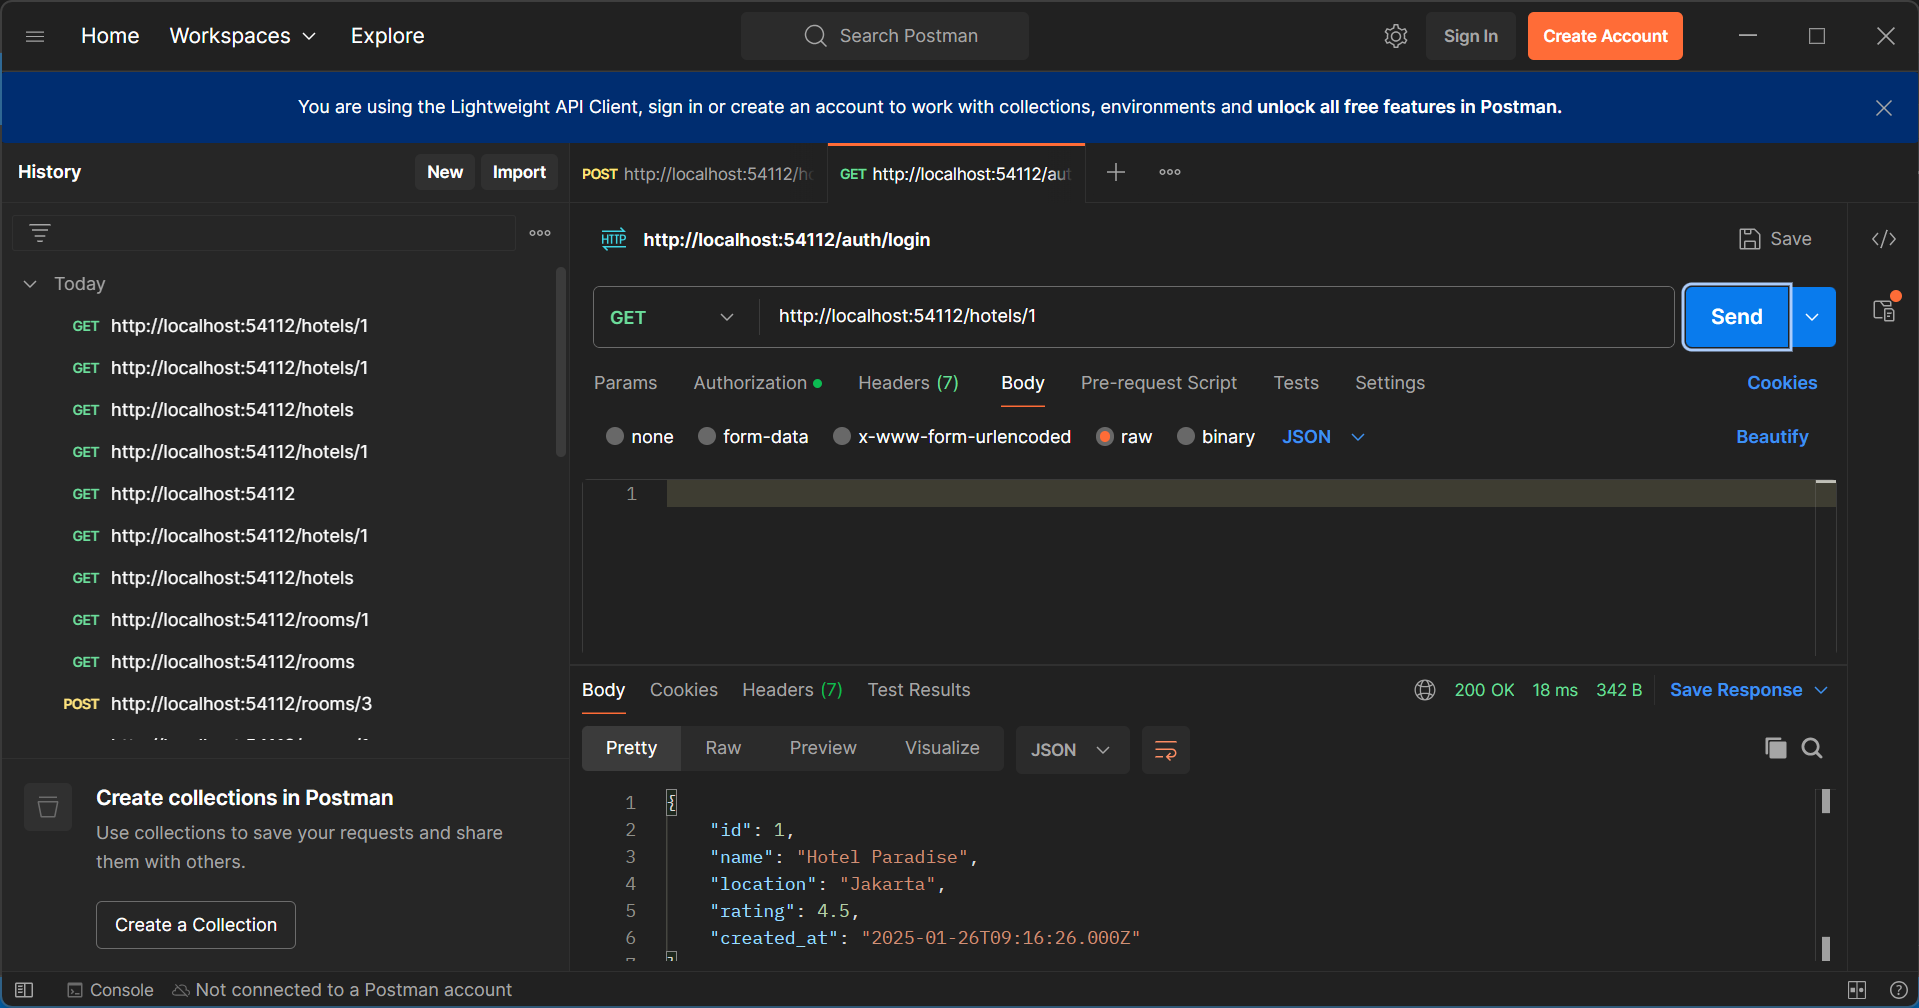 Home Workspaces Explore Search Postman Sign In Create Account
You are using the Lightweight API Client, sign in or create an account to work with collections, environments and unlock all free features in Postman.
History New Import
Today
GET http://localhost:54112/hotels/1
GET http://localhost:54112/hotels/1
GET http://localhost:54112/hotels
GET http://localhost:54112/hotels/1
GET http://localhost:54112
GET http://localhost:54112/hotels/1
GET http://localhost:54112/hotels
GET http://localhost:54112/rooms/1
GET http://localhost:54112/rooms
POST http://localhost:54112/rooms/3
Create collections in Postman
Use collections to save your requests and share
them with others.
Create a Collection
POST http://localhost:54112/ho GET http://localhost:54112/aut
HTTP http://localhost:54112/auth/login Save
GET http://localhost:54112/hotels/1 Send
Params Authorization Headers (7) Body Pre-request Script Tests Settings Cookies
none form-data x-www-form-urlencoded raw binary JSON Beautify
1
Body Cookies Headers (7) Test Results 200 OK 18 ms 342 B Save Response
Pretty Raw Preview Visualize JSON
1 {
2 "id": 1,
3 "name": "Hotel Paradise",
4 "location": "Jakarta",
5 "rating": 4.5,
6 "created_at": "2025-01-26T09:16:26.000Z"
7 }
Console Not connected to a Postman account